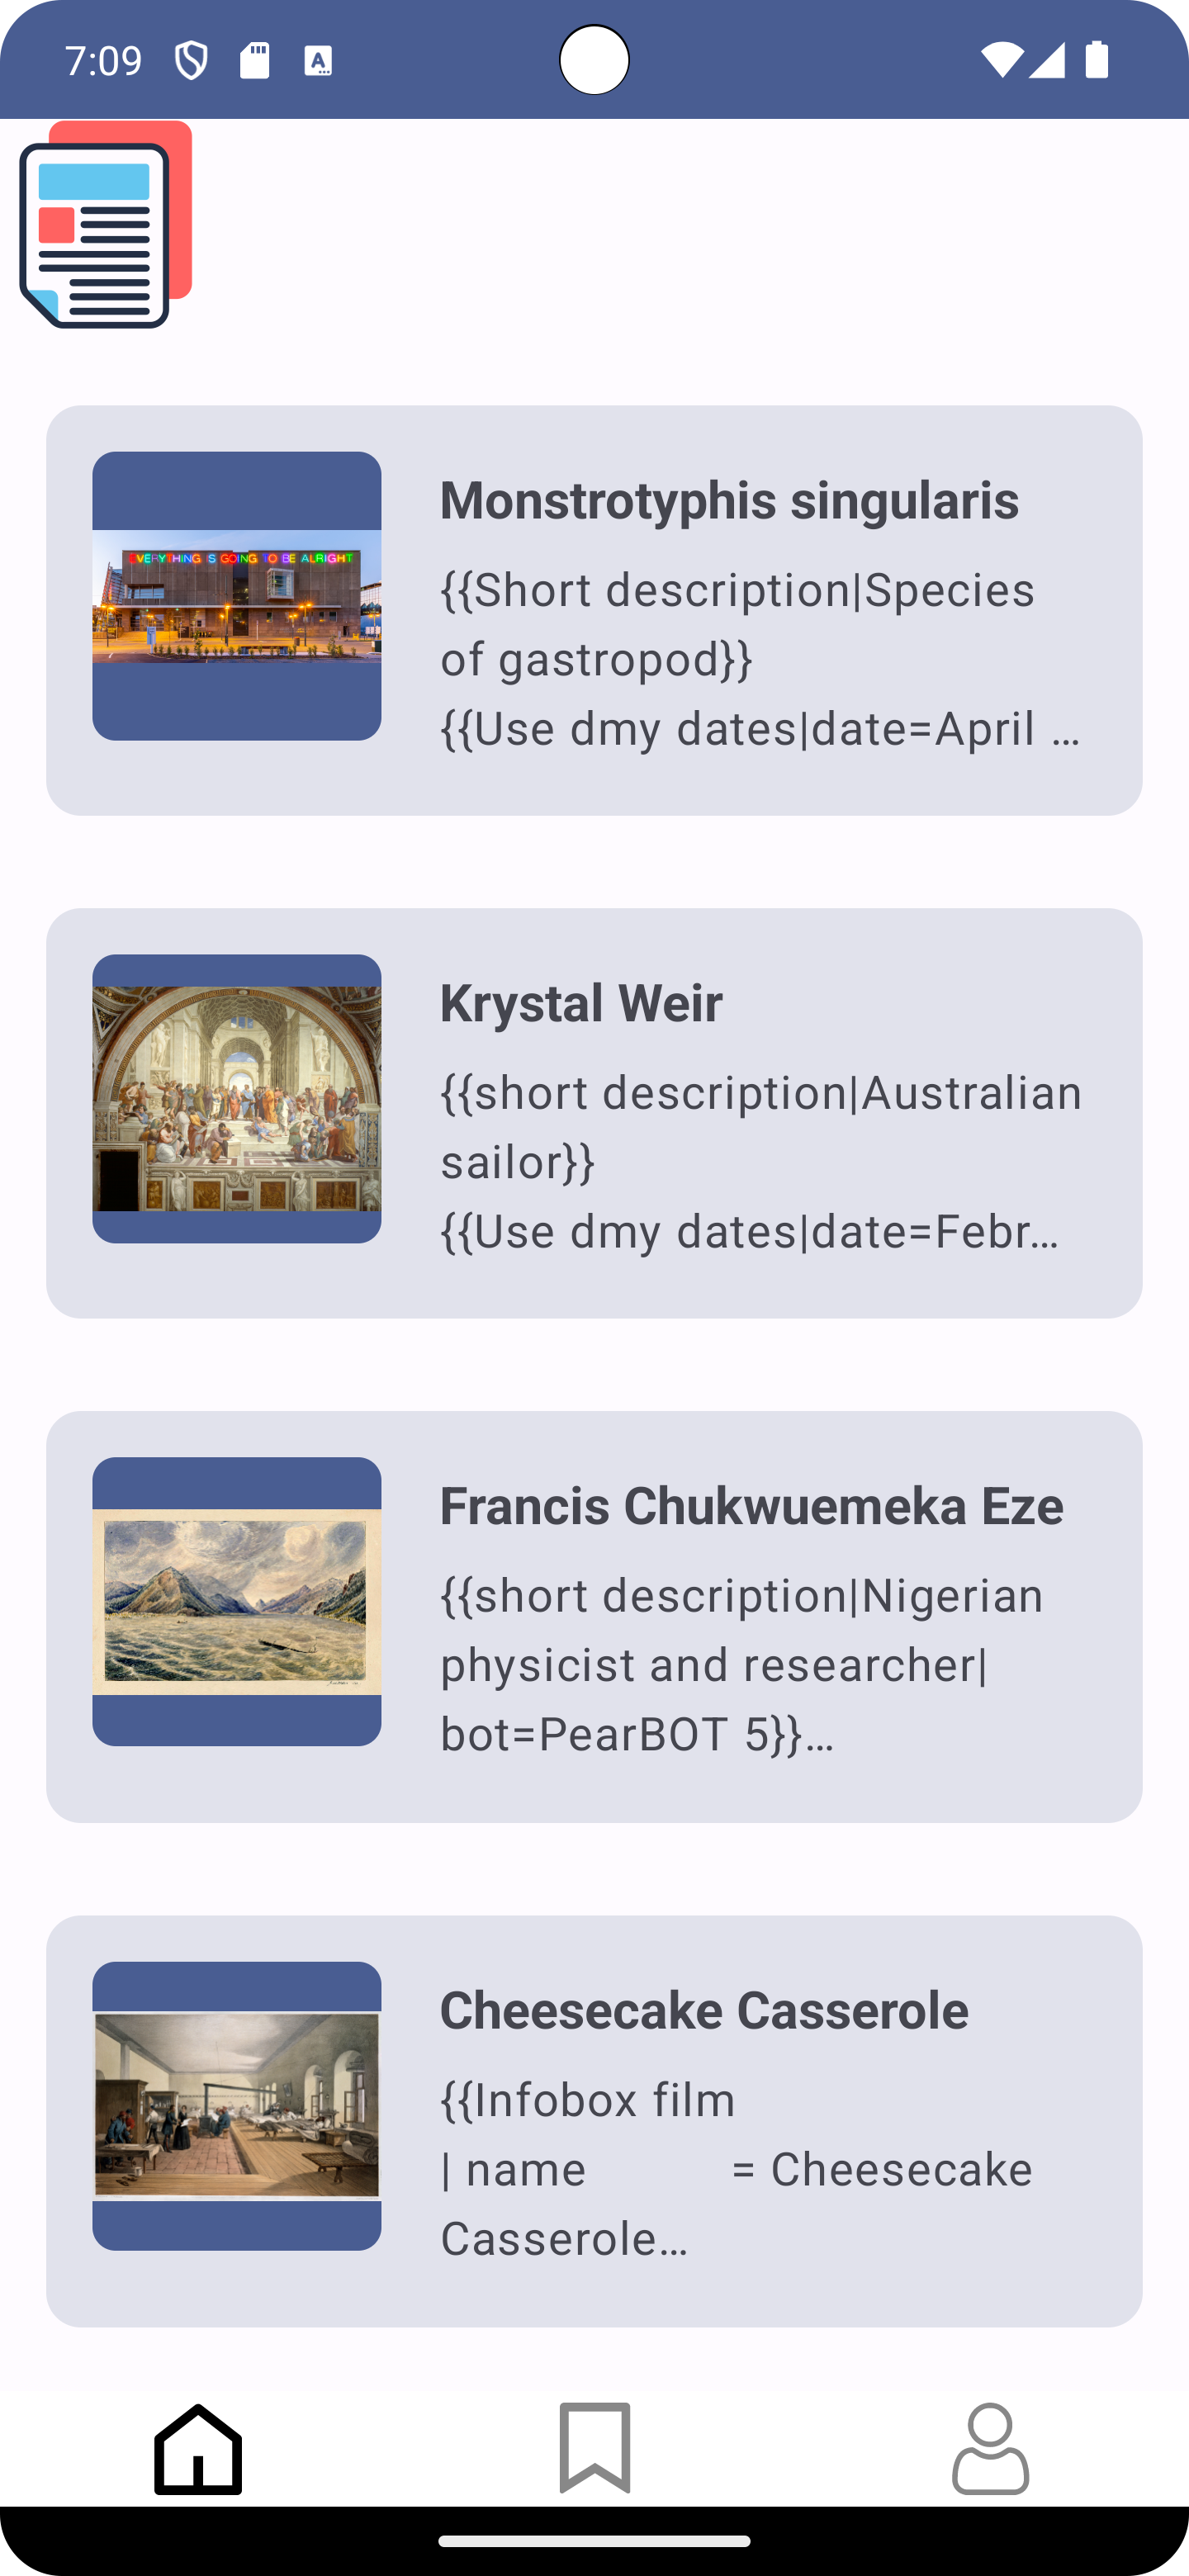 7:09
EVERYTHING IS GOING TO BE ALRIGHT
Monstrotyphis singularis
{{Short description|Species
of gastropod}}
{{Use dmy dates|date=April ...
Krystal Weir
{{short description|Australian
sailor}}
{{Use dmy dates|date=Febr...
Francis Chukwuemeka Eze
{{short description|Nigerian
physicist and researcher|
bot=PearBOT 5}}...
Cheesecake Casserole
{{Infobox film
| name           = Cheesecake
Casserole...